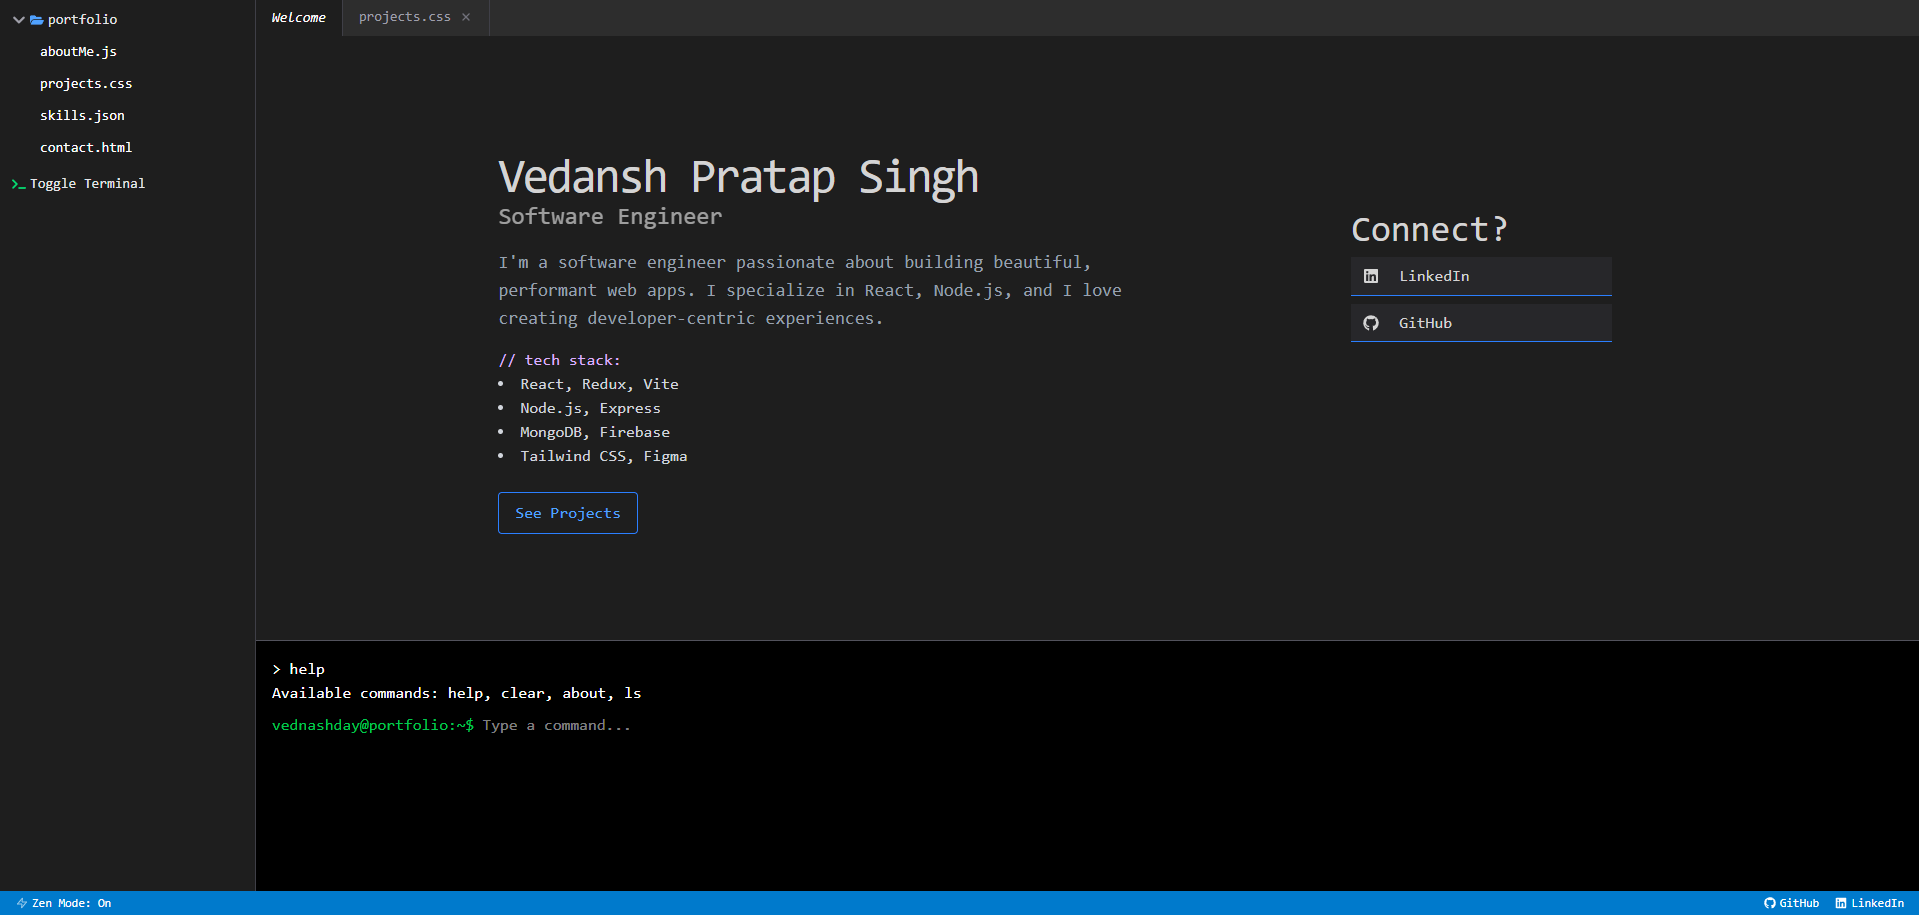 portfolio
aboutMe.js
projects.css
skills.json
contact.html
Toggle Terminal
Welcome
projects.css
Vedansh Pratap Singh
Software Engineer
I'm a software engineer passionate about building beautiful,
performant web apps. I specialize in React, Node.js, and I love
creating developer-centric experiences.
// tech stack:
• React, Redux, Vite
• Node.js, Express
• MongoDB, Firebase
• Tailwind CSS, Figma
See Projects
Connect?
LinkedIn
GitHub
> help
Available commands: help, clear, about, ls
vednashday@portfolio:~$ Type a command...
Zen Mode: On
GitHub
LinkedIn